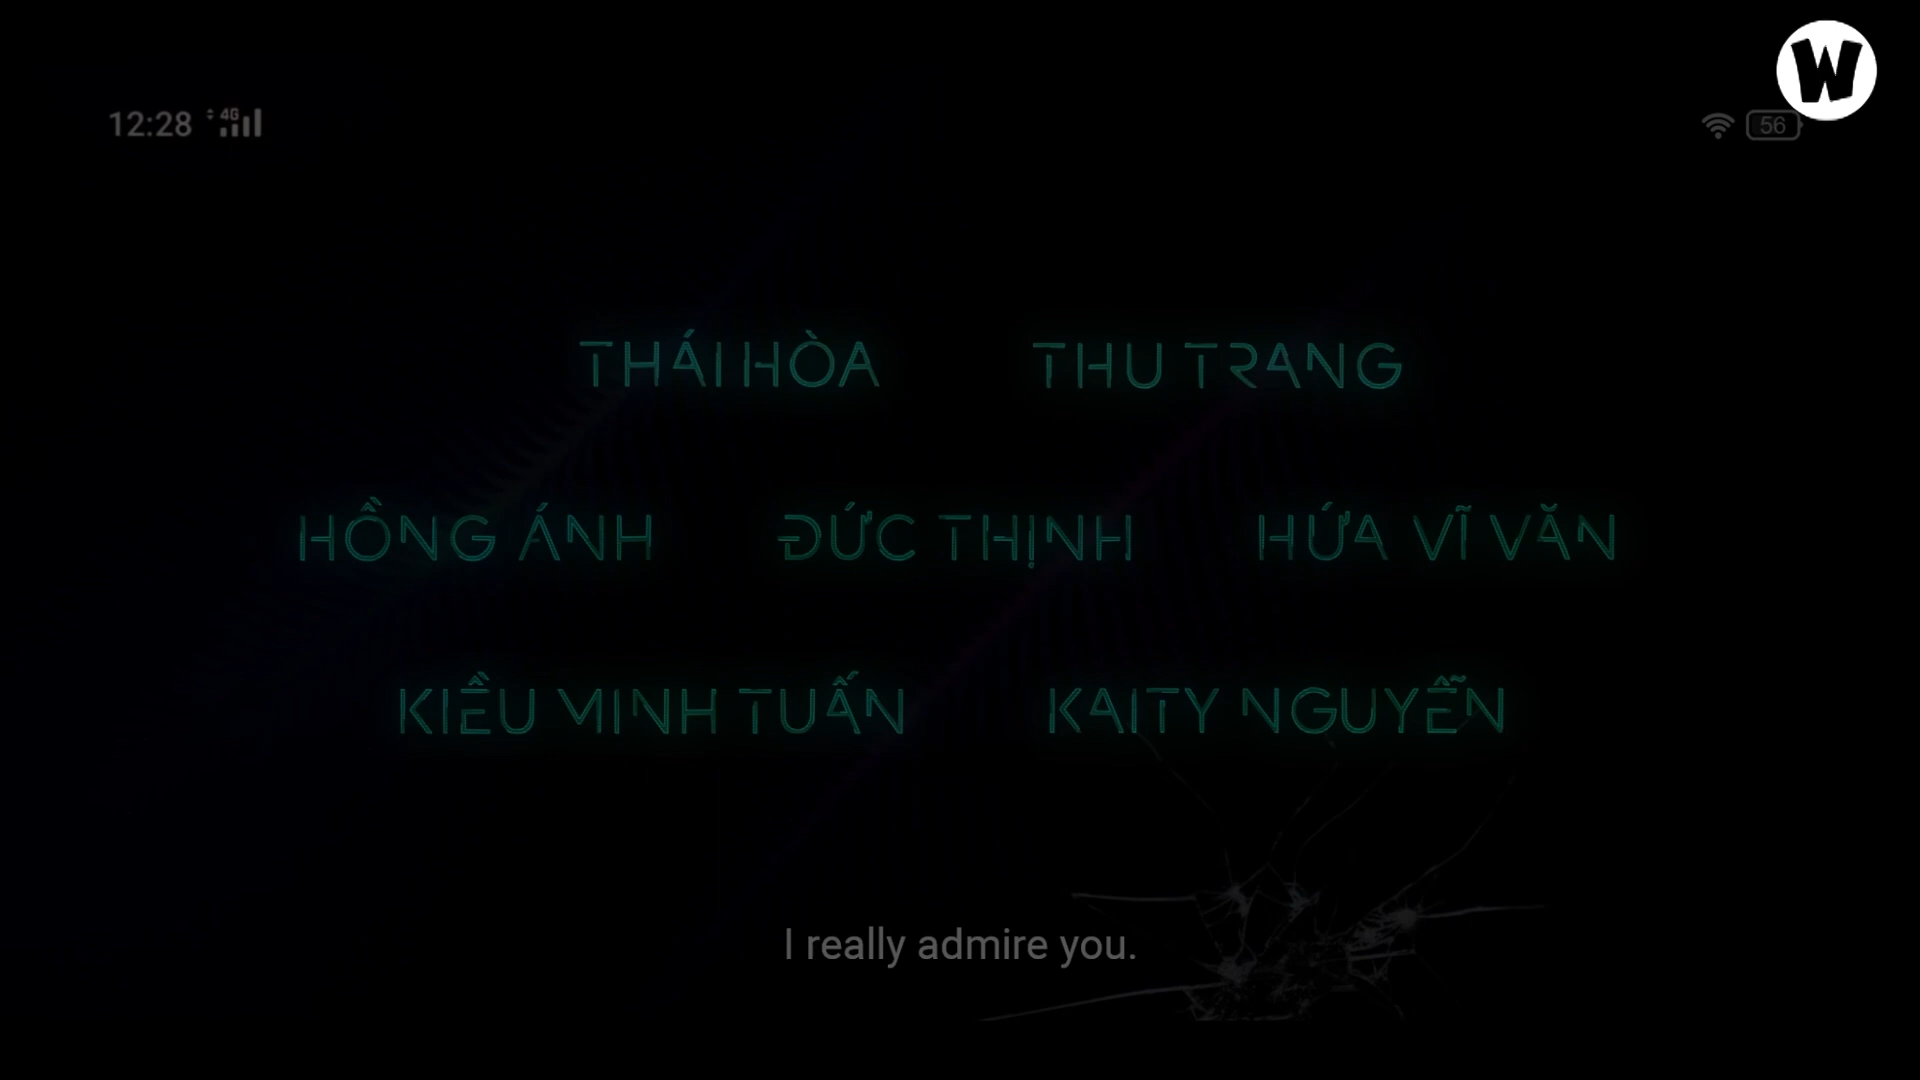 W
12:28 4G 56
THÁI HÒA THU TRANG
HỒNG ÁNH ĐỨC THỊNH HỨA VĨ VĂN
KIỀU MINH TUẤN KAITY NGUYỄN
I really admire you.